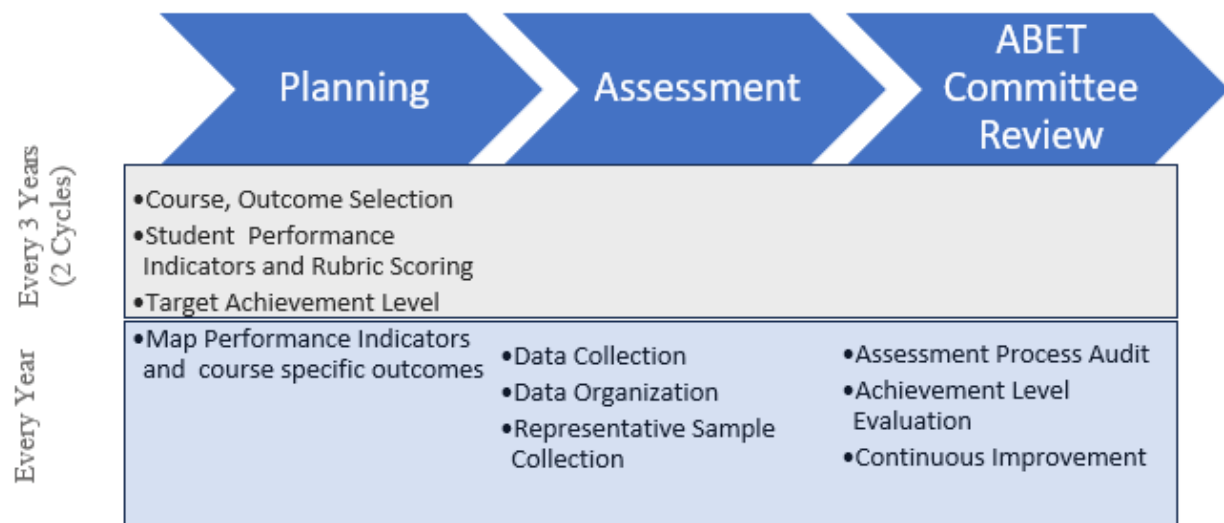 Planning
Assessment
ABET
Committee
Review
Every 3 Years
(2 Cycles)
•Course, Outcome Selection
•Student Performance
Indicators and Rubric Scoring
•Target Achievement Level
Every Year
•Map Performance Indicators
and course specific outcomes
•Data Collection
•Data Organization
•Representative Sample
Collection
•Assessment Process Audit
•Achievement Level
Evaluation
•Continuous Improvement